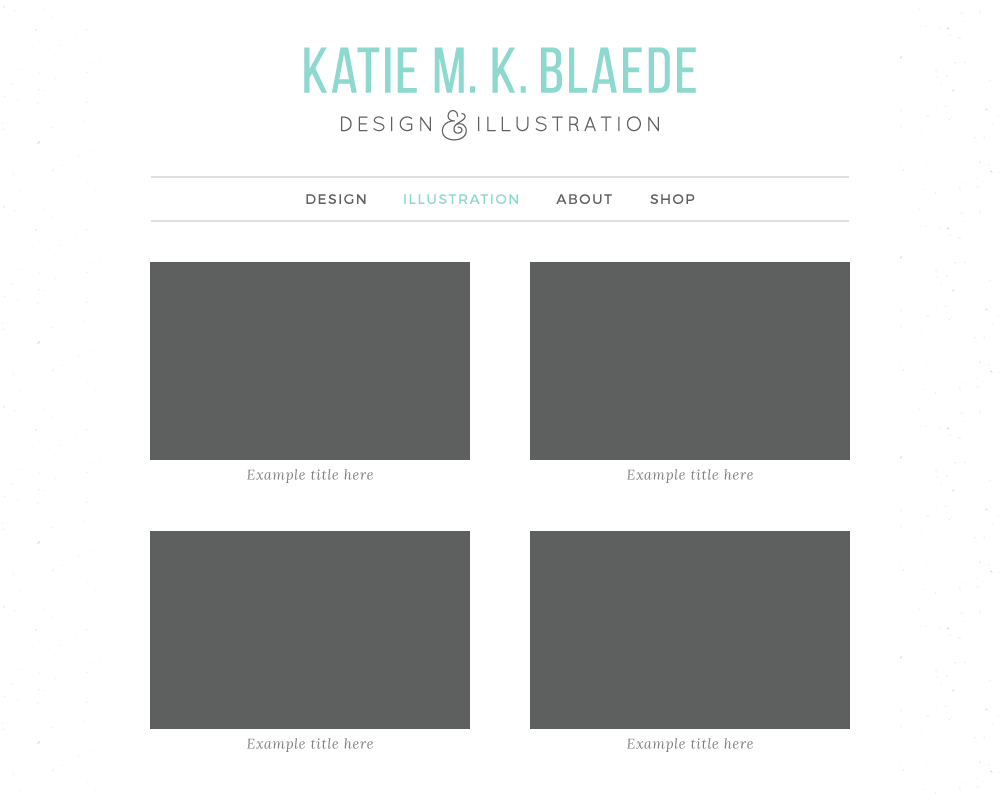 KATIE M. K. BLAEDE
DESIGN & ILLUSTRATION
DESIGN ILLUSTRATION ABOUT SHOP
Example title here Example title here
Example title here Example title here